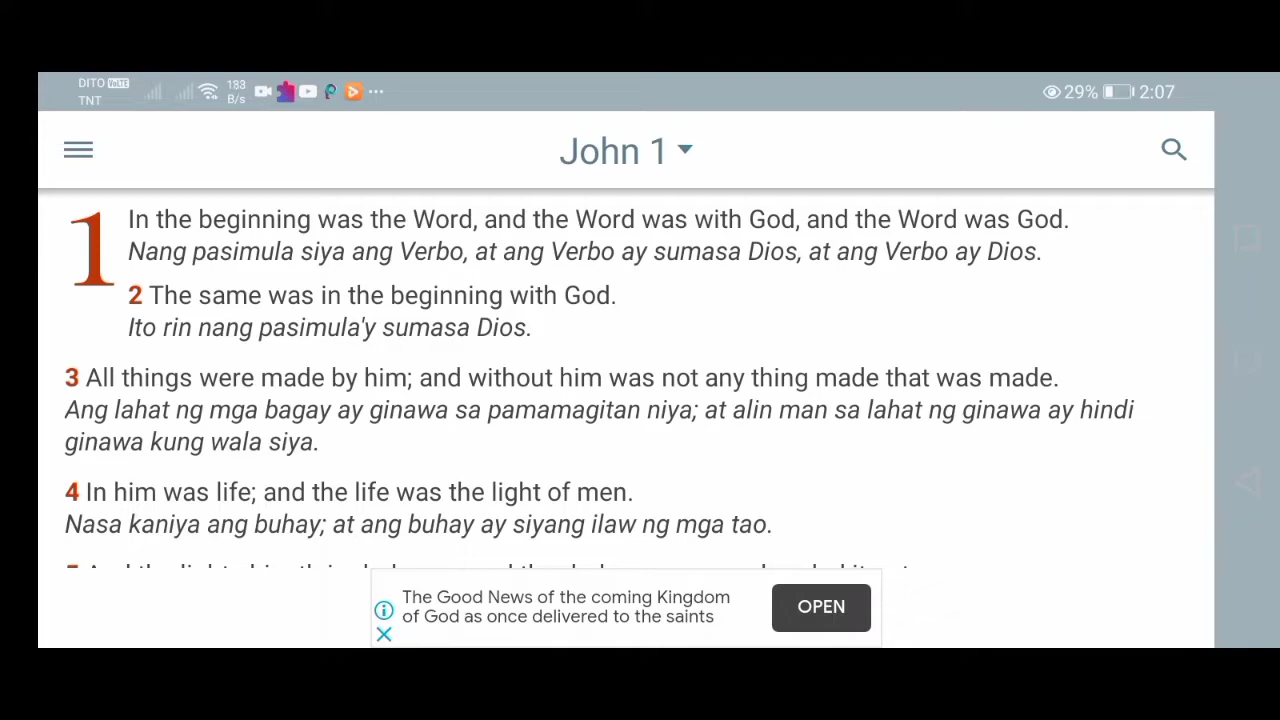 DITO VoLTE
TNT
183
B/s
29%
2:07
John 1
1 In the beginning was the Word, and the Word was with God, and the Word was God.
Nang pasimula siya ang Verbo, at ang Verbo ay sumasa Dios, at ang Verbo ay Dios.
2 The same was in the beginning with God.
Ito rin nang pasimula'y sumasa Dios.
3 All things were made by him; and without him was not any thing made that was made.
Ang lahat ng mga bagay ay ginawa sa pamamagitan niya; at alin man sa lahat ng ginawa ay hindi
ginawa kung wala siya.
4 In him was life; and the life was the light of men.
Nasa kaniya ang buhay; at ang buhay ay siyang ilaw ng mga tao.
The Good News of the coming Kingdom
of God as once delivered to the saints
OPEN